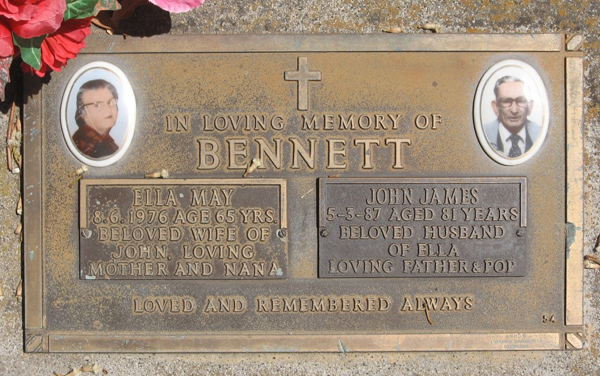 IN LOVING MEMORY OF
BENNETT
ELLA MAY
8.6.1976 AGE 65 YRS.
BELOVED WIFE OF
JOHN, LOVING
MOTHER AND NANA
JOHN JAMES
5-3-87 AGED 81 YEARS
BELOVED HUSBAND
OF ELLA
LOVING FATHER & POP
LOVED AND REMEMBERED ALWAYS